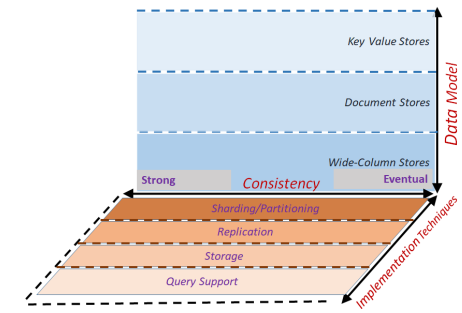 Key Value Stores
Document Stores
Data Model
Wide-Column Stores
Strong
Consistency
Eventual
Sharding/Partitioning
Replication
Storage
Query Support
Implementation Techniques